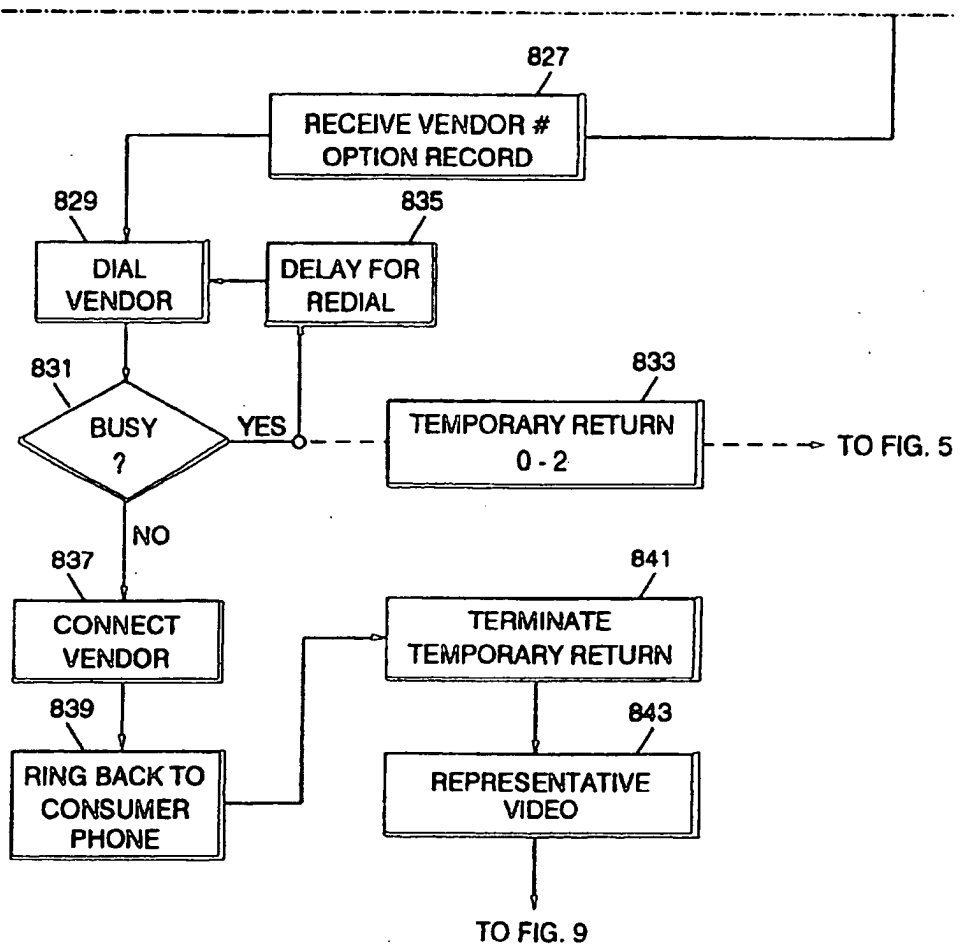 827
RECEIVE VENDOR #
OPTION RECORD
829
DIAL
VENDOR
835
DELAY FOR
REDIAL
831
BUSY
?
YES
833
TEMPORARY RETURN
0 - 2
TO FIG. 5
NO
837
CONNECT
VENDOR
841
TERMINATE
TEMPORARY RETURN
839
RING BACK TO
CONSUMER
PHONE
843
REPRESENTATIVE
VIDEO
TO FIG. 9